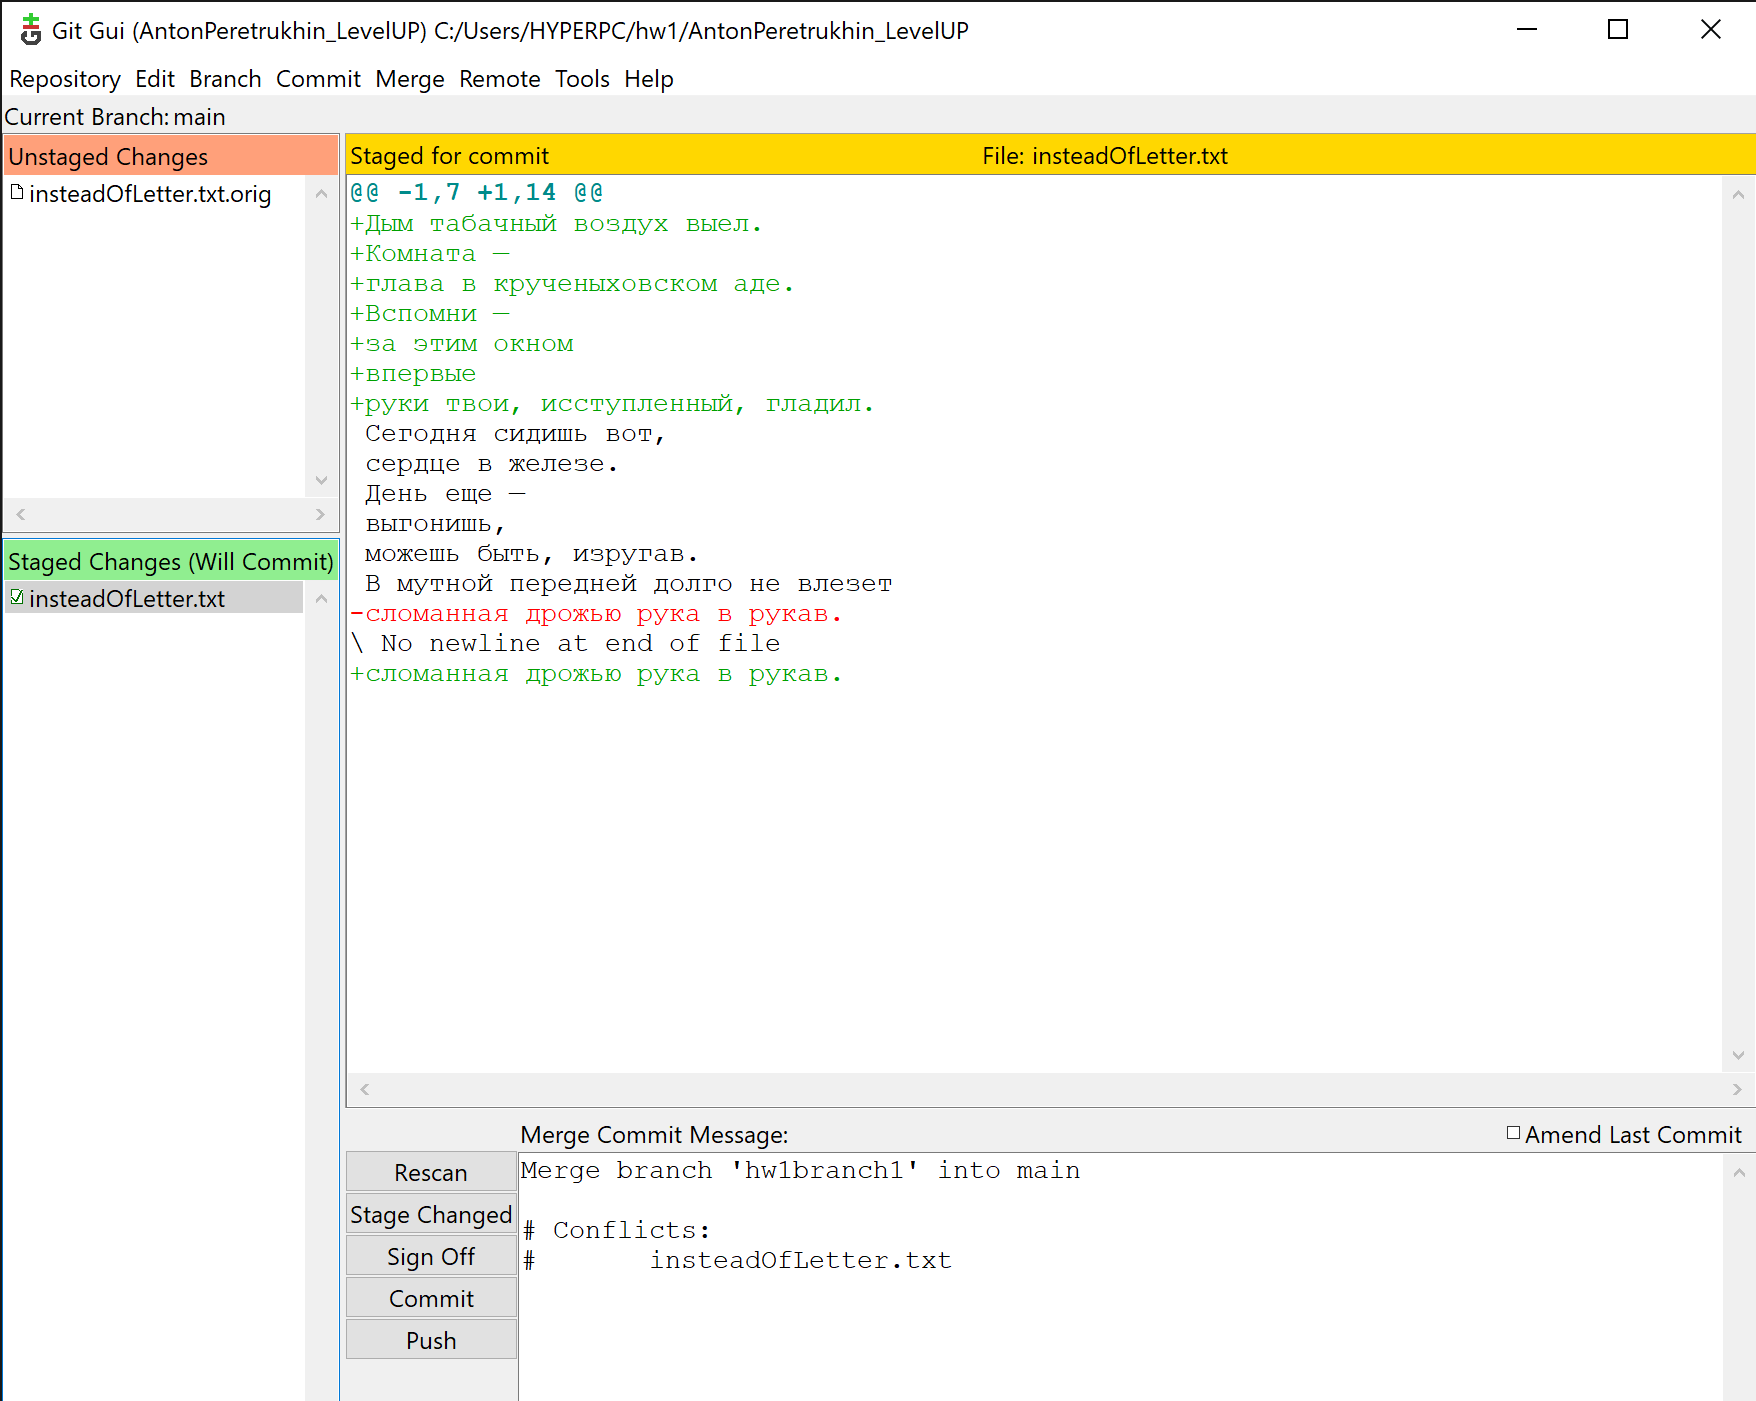 Git Gui (AntonPeretrukhin_LevelUP) C:/Users/HYPERPC/hw1/AntonPeretrukhin_LevelUP
Repository Edit Branch Commit Merge Remote Tools Help
Current Branch: main
Unstaged Changes
insteadOfLetter.txt.orig
Staged Changes (Will Commit)
insteadOfLetter.txt
Staged for commit File: insteadOfLetter.txt
@@ -1,7 +1,14 @@
+Дым табачный воздух выел.
+Комната —
+глава в крученыховском аде.
+Вспомни —
+за этим окном
+впервые
+руки твои, исступленный, гладил.
Сегодня сидишь вот,
сердце в железе.
День еще —
выгонишь,
можешь быть, изругав.
В мутной передней долго не влезет
-сломанная дрожью рука в рукав.
\ No newline at end of file
+сломанная дрожью рука в рукав.
Merge Commit Message:
Amend Last Commit
Rescan
Stage Changed
Sign Off
Commit
Push
Merge branch 'hw1branch1' into main
# Conflicts:
# insteadOfLetter.txt